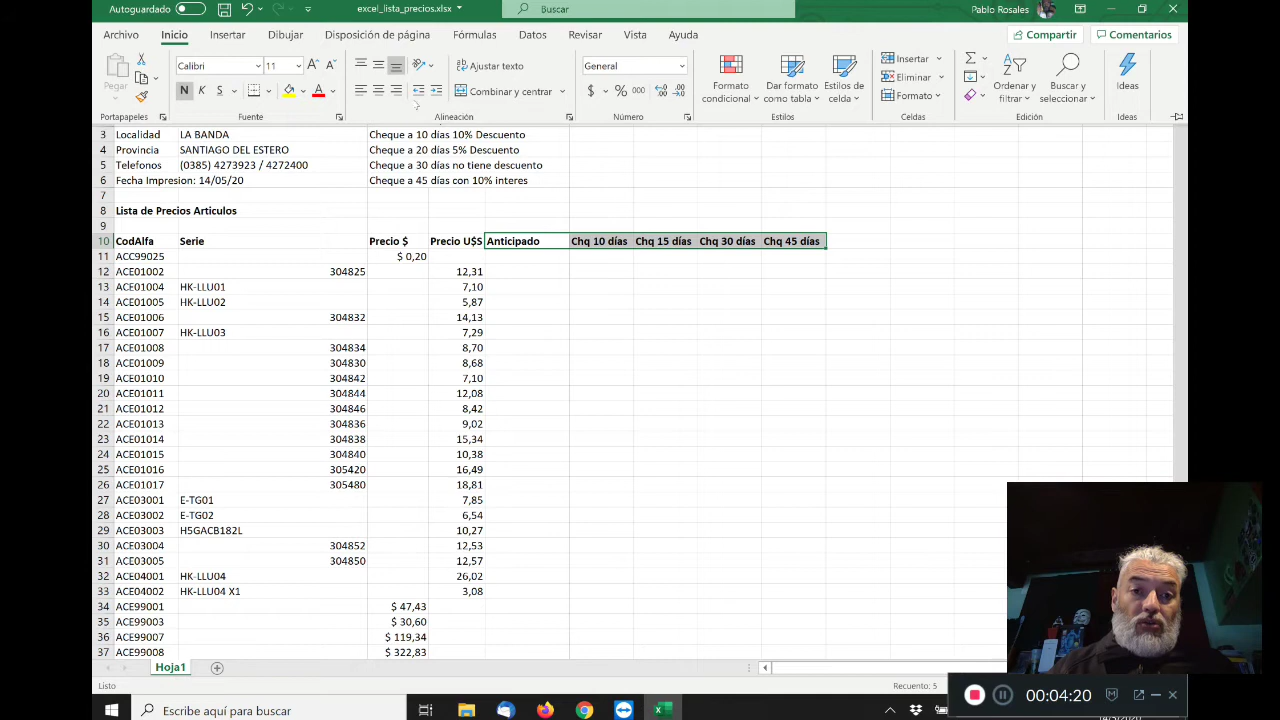 Autoguardado
excel_lista_precios.xlsx
Buscar
Pablo Rosales
Archivo Inicio Insertar Dibujar Disposición de página Fórmulas Datos Revisar Vista Ayuda Compartir Comentarios
Pegar
Calibri 11
N K S
Ajustar texto
Combinar y centrar
General
$ % 000
Formato condicional
Dar formato como tabla
Estilos de celda
Insertar
Eliminar
Formato
Ordenar y filtrar
Buscar y seleccionar
Ideas
Portapapeles Fuente Alineación Número Estilos Celdas Edición Ideas
3 Localidad LA BANDA Cheque a 10 días 10% Descuento
4 Provincia SANTIAGO DEL ESTERO Cheque a 20 días 5% Descuento
5 Telefonos (0385) 4273923 / 4272400 Cheque a 30 días no tiene descuento
6 Fecha Impresion: 14/05/20 Cheque a 45 días con 10% interes
7
8 Lista de Precios Articulos
9
10 CodAlfa Serie Precio $ Precio U$S Anticipado Chq 10 días Chq 15 días Chq 30 días Chq 45 días
11 ACC99025 $ 0,20
12 ACE01002 304825 12,31
13 ACE01004 HK-LLU01 7,10
14 ACE01005 HK-LLU02 5,87
15 ACE01006 304832 14,13
16 ACE01007 HK-LLU03 7,29
17 ACE01008 304834 8,70
18 ACE01009 304830 8,68
19 ACE01010 304842 7,10
20 ACE01011 304844 12,08
21 ACE01012 304846 8,42
22 ACE01013 304836 9,02
23 ACE01014 304838 15,34
24 ACE01015 304840 10,38
25 ACE01016 305420 16,49
26 ACE01017 305480 18,81
27 ACE03001 E-TG01 7,85
28 ACE03002 E-TG02 6,54
29 ACE03003 H5GACB182L 10,27
30 ACE03004 304852 12,53
31 ACE03005 304850 12,57
32 ACE04001 HK-LLU04 26,02
33 ACE04002 HK-LLU04 X1 3,08
34 ACE99001 $ 47,43
35 ACE99003 $ 30,60
36 ACE99007 $ 119,34
37 ACE99008 $ 322,83
Hoja1
Listo
Recuento: 5
00:04:20
Escribe aquí para buscar